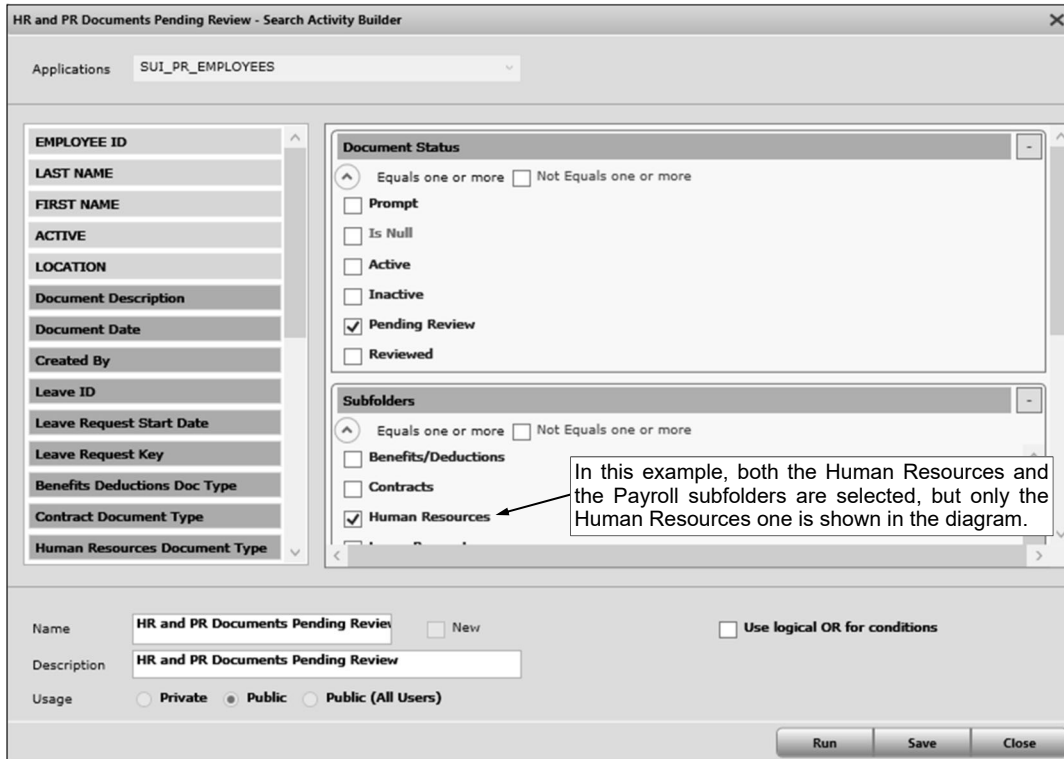 HR and PR Documents Pending Review - Search Activity Builder
Applications SUI_PR_EMPLOYEES
EMPLOYEE ID
LAST NAME
FIRST NAME
ACTIVE
LOCATION
Document Description
Document Date
Created By
Leave ID
Leave Request Start Date
Leave Request Key
Benefits Deductions Doc Type
Contract Document Type
Human Resources Document Type
Document Status -
Equals one or more Not Equals one or more
Prompt
Is Null
Active
Inactive
Pending Review
Reviewed
Subfolders -
Equals one or more Not Equals one or more
Benefits/Deductions
Contracts
Human Resources
In this example, both the Human Resources and
the Payroll subfolders are selected, but only the
Human Resources one is shown in the diagram.
Name HR and PR Documents Pending Review New
Use logical OR for conditions
Description HR and PR Documents Pending Review
Usage Private Public Public (All Users)
Run Save Close